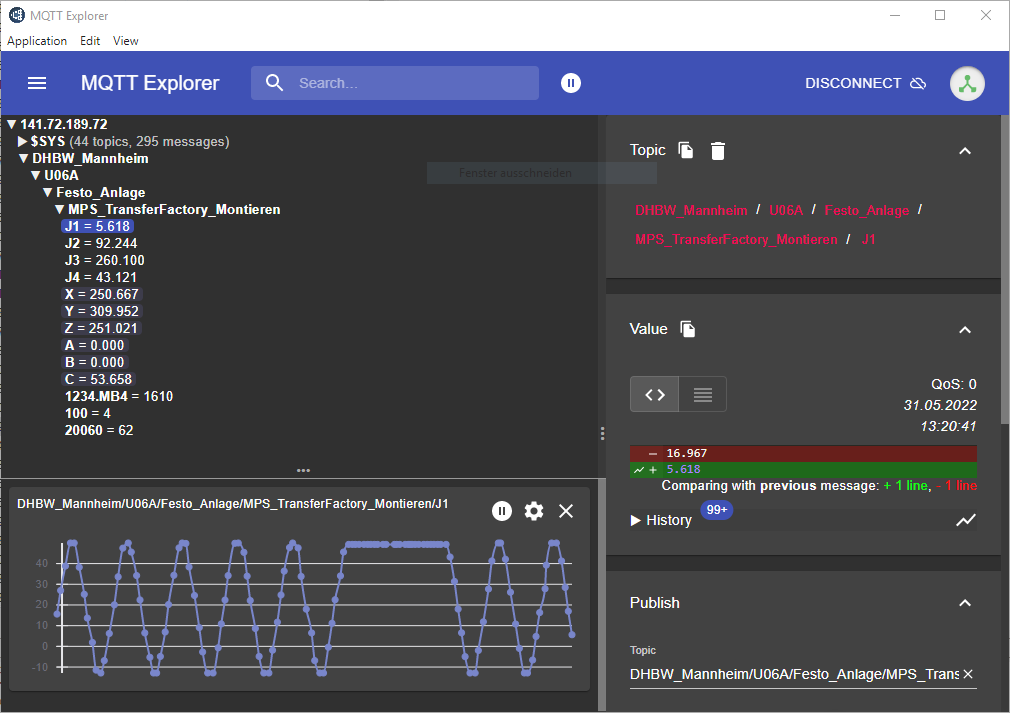 MQTT Explorer
Application Edit View
MQTT Explorer Search... DISCONNECT
141.72.189.72
$SYS (44 topics, 295 messages)
DHBW_Mannheim
U06A
Festo_Anlage
MPS_TransferFactory_Montieren
J1 = 5.618
J2 = 92.244
J3 = 260.100
J4 = 43.121
X = 250.667
Y = 309.952
Z = 251.021
A = 0.000
B = 0.000
C = 53.658
1234.MB4 = 1610
100 = 4
20060 = 62
DHBW_Mannheim/U06A/Festo_Anlage/MPS_TransferFactory_Montieren/J1
40
30
20
10
0
-10
Fenster ausschneiden
Topic
DHBW_Mannheim / U06A / Festo_Anlage /
MPS_TransferFactory_Montieren / J1
Value
QoS: 0
31.05.2022
13:20:41
- 16.967
+ 5.618
Comparing with previous message: + 1 line, - 1 line
History 99+
Publish
Topic
DHBW_Mannheim/U06A/Festo_Anlage/MPS_Trans